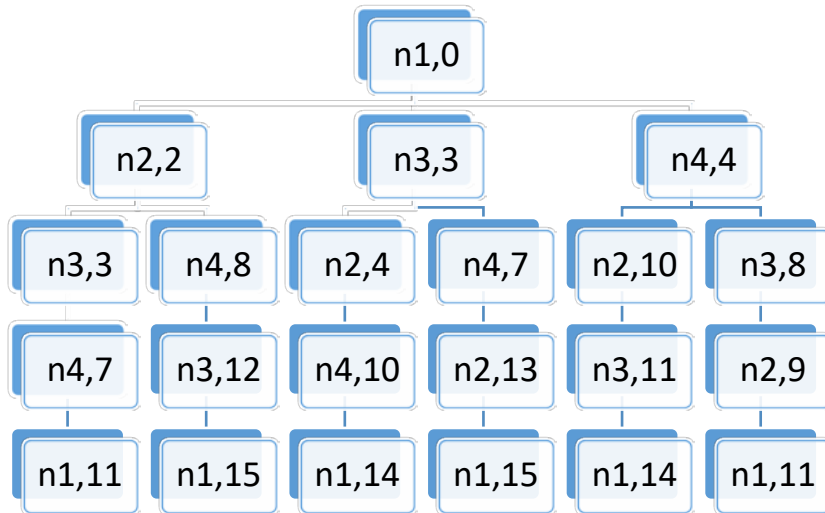 n1,0
n2,2
n3,3
n4,4
n3,3
n4,8
n2,4
n4,7
n2,10
n3,8
n4,7
n3,12
n4,10
n2,13
n3,11
n2,9
n1,11
n1,15
n1,14
n1,15
n1,14
n1,11